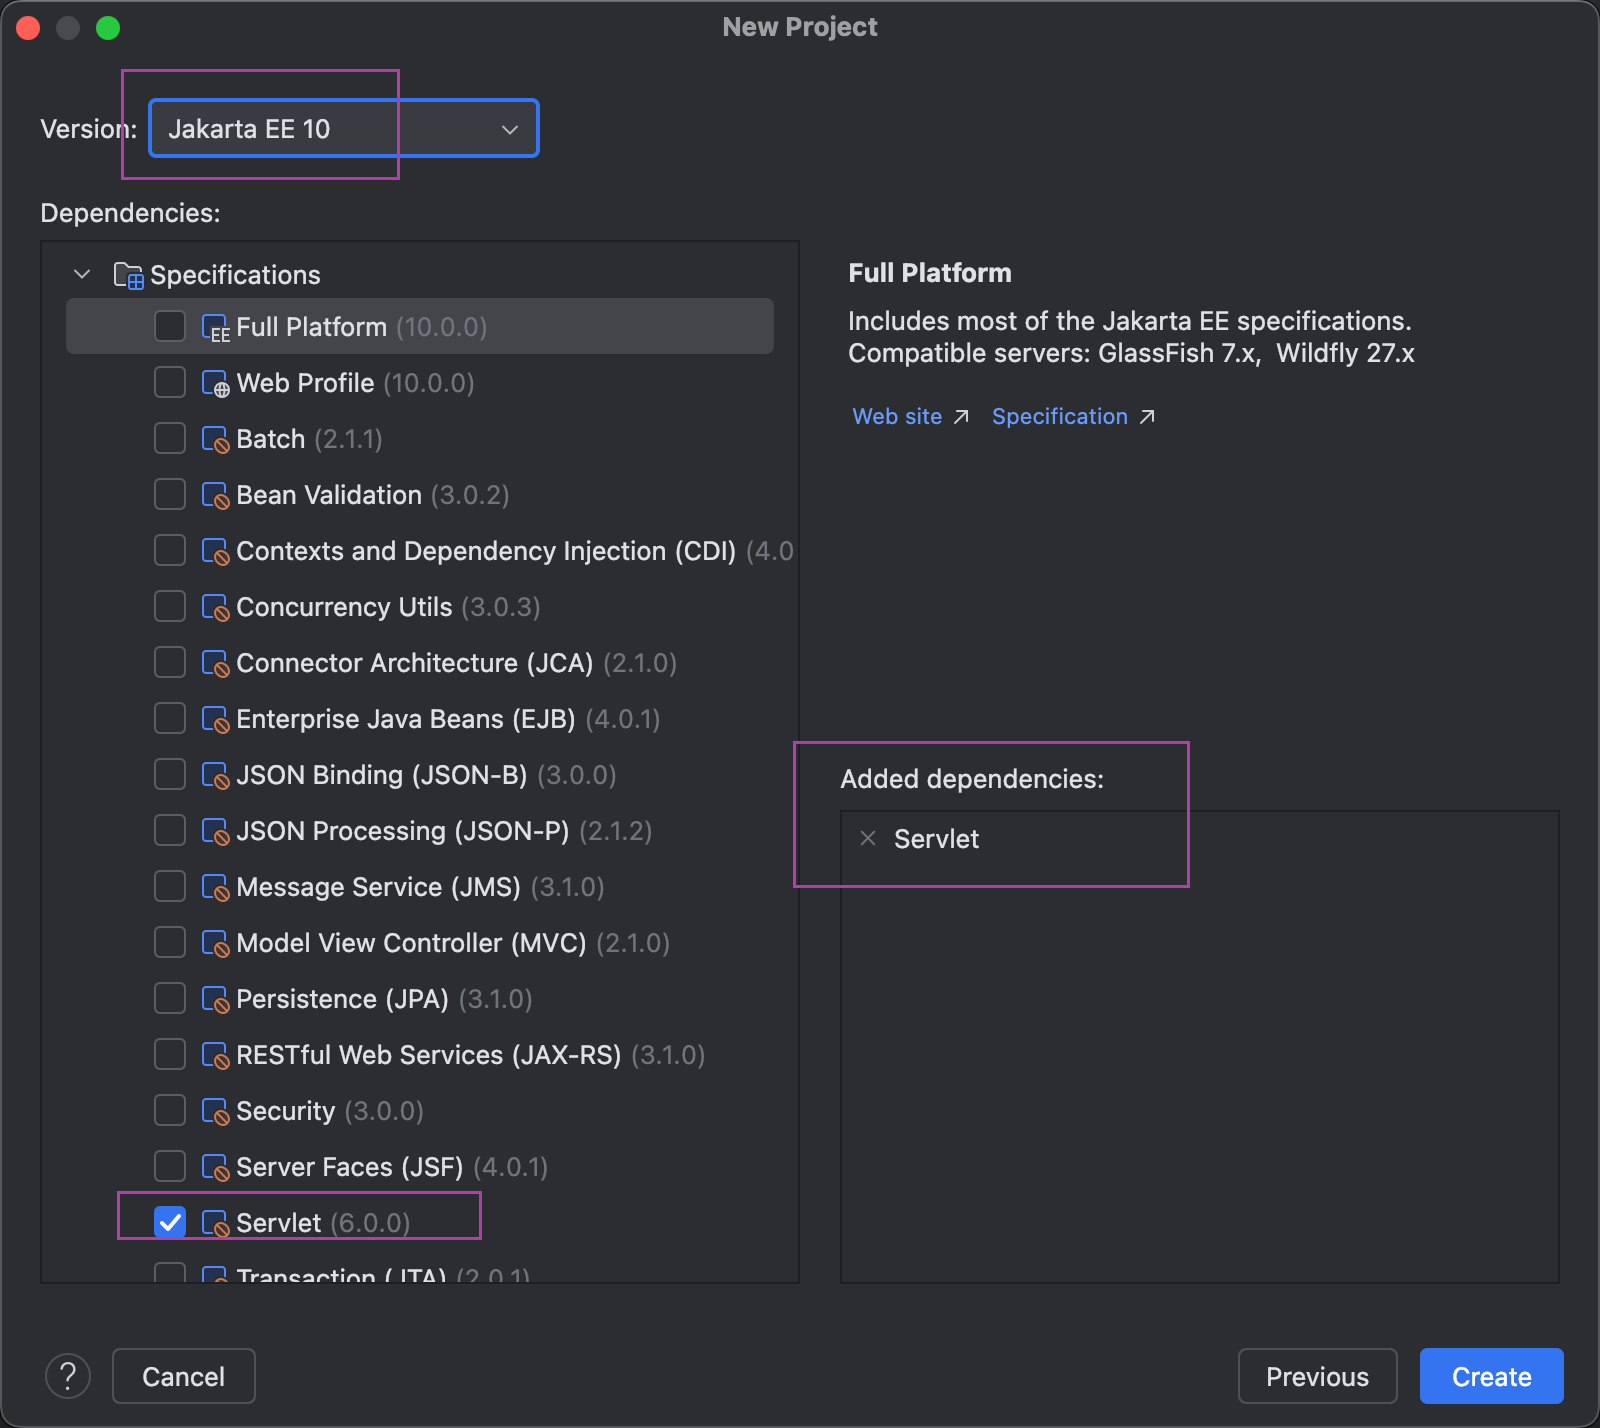 New Project
Version: Jakarta EE 10
Dependencies:
Specifications
EE Full Platform (10.0.0)
Web Profile (10.0.0)
Batch (2.1.1)
Bean Validation (3.0.2)
Contexts and Dependency Injection (CDI) (4.0
Concurrency Utils (3.0.3)
Connector Architecture (JCA) (2.1.0)
Enterprise Java Beans (EJB) (4.0.1)
JSON Binding (JSON-B) (3.0.0)
JSON Processing (JSON-P) (2.1.2)
Message Service (JMS) (3.1.0)
Model View Controller (MVC) (2.1.0)
Persistence (JPA) (3.1.0)
RESTful Web Services (JAX-RS) (3.1.0)
Security (3.0.0)
Server Faces (JSF) (4.0.1)
Servlet (6.0.0)
Transaction (JTA) (2.0.1)
Full Platform
Includes most of the Jakarta EE specifications.
Compatible servers: GlassFish 7.x, Wildfly 27.x
Web site ↗ Specification ↗
Added dependencies:
× Servlet
? Cancel Previous Create